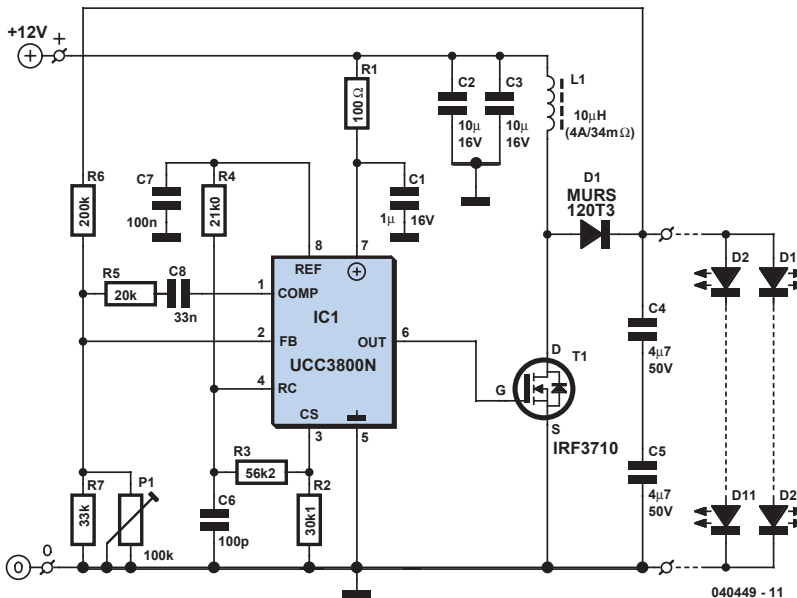 +12V
+
R1
100Ω
C2
10µ
16V
C3
10µ
16V
L1
10µH
(4A/34mΩ)
D1
MURS
120T3
R6
200k
C7
100n
R4
21k0
C1
1µ 16V
8
7
REF
R5
20k
C8
33n
1
COMP
IC1
2
FB
OUT
6
UCC3800N
4
RC
CS
3
5
D
T1
G
S
IRF3710
D2
D1
C4
4µ7
50V
C5
4µ7
50V
D11
D2
R3
56k2
R2
30k1
C6
100p
R7
33k
P1
100k
0
0
040449 - 11